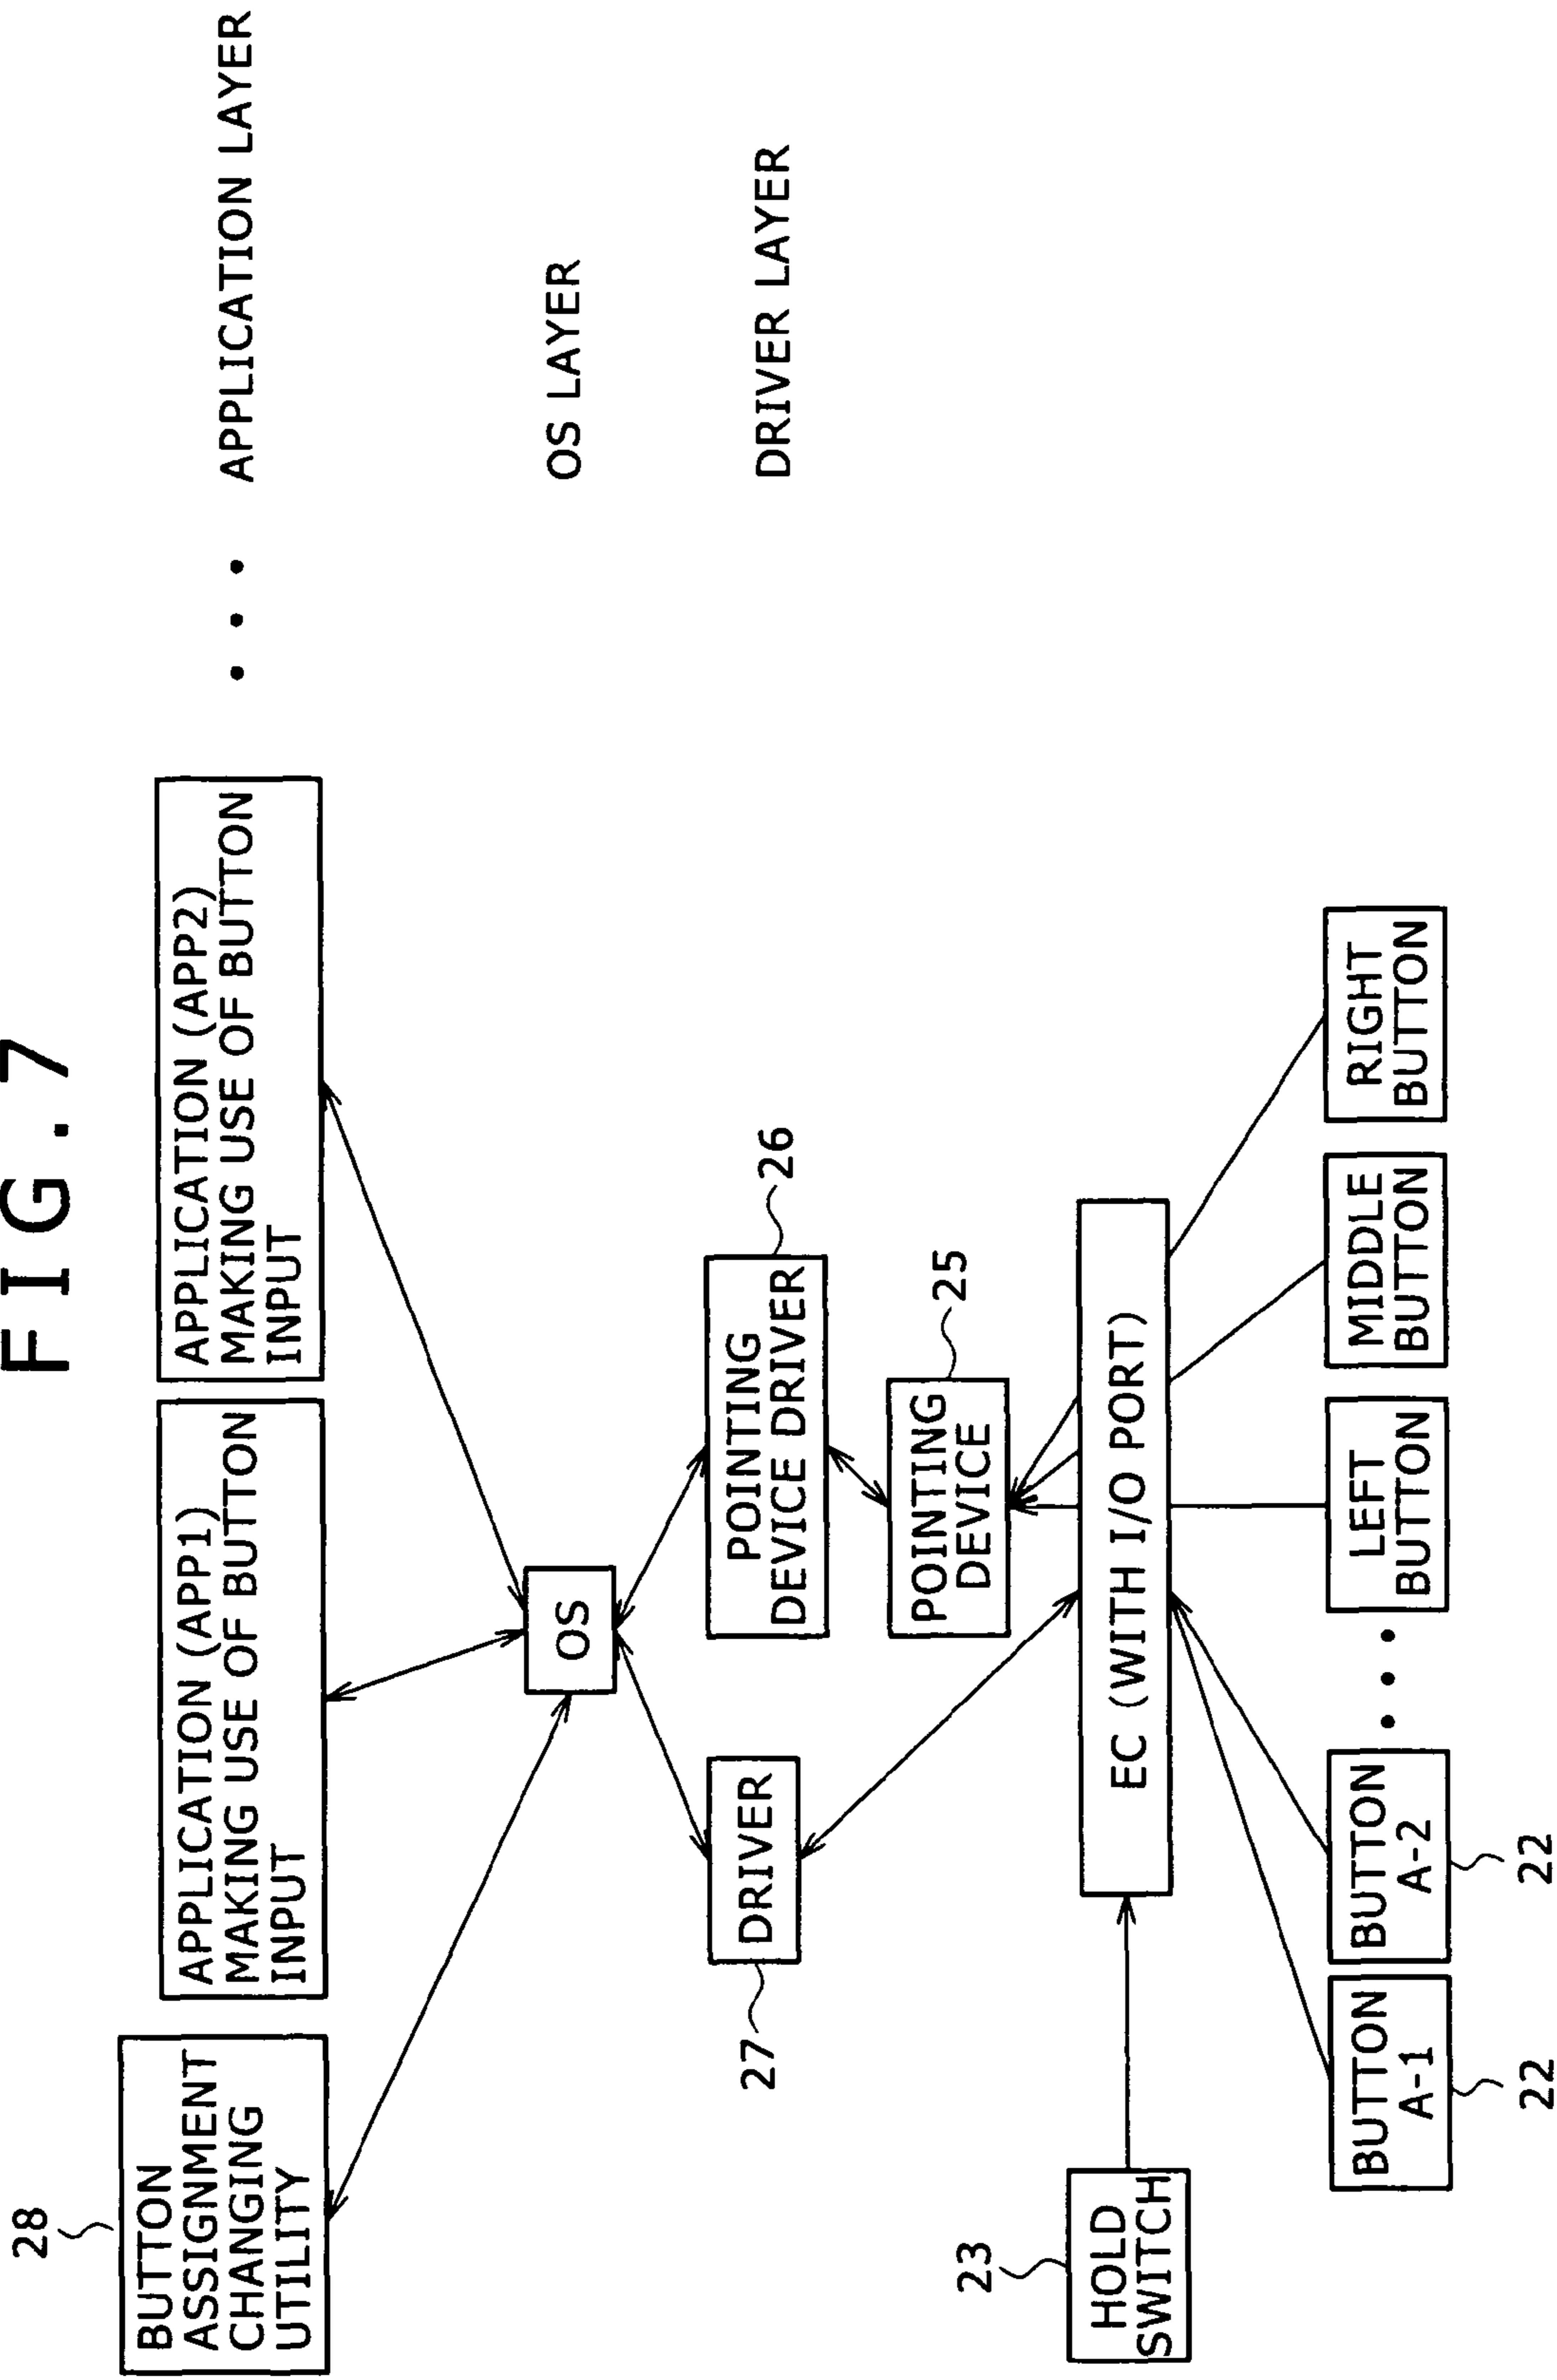 FIG. 7
28
BUTTON
ASSIGNMENT
CHANGING
UTILITY
APPLICATION (APP1)
MAKING USE OF BUTTON
INPUT
APPLICATION (APP2)
MAKING USE OF BUTTON
INPUT
• • •
APPLICATION LAYER
OS
OS LAYER
27
DRIVER
POINTING
DEVICE DRIVER
26
DRIVER LAYER
POINTING
DEVICE
25
23
HOLD
SWITCH
EC (WITH I/O PORT)
BUTTON
A-1
22
BUTTON
A-2
22
• • •
LEFT
BUTTON
MIDDLE
BUTTON
RIGHT
BUTTON